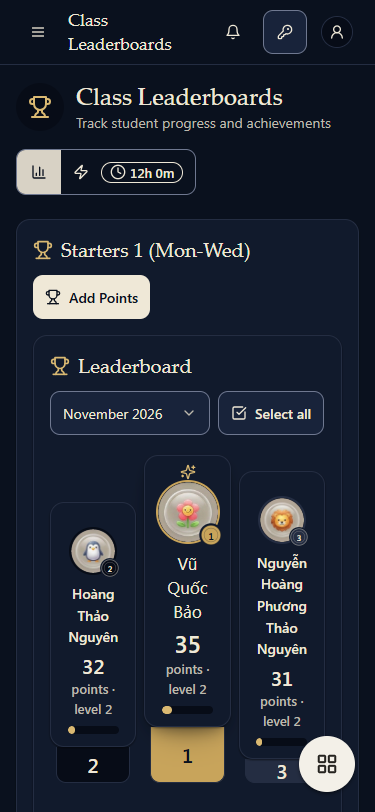 Class
Leaderboards
Class Leaderboards
Track student progress and achievements
12h 0m
Starters 1 (Mon-Wed)
Add Points
Leaderboard
November 2026
Select all
2
Hoàng
Thảo
Nguyên
32
points ·
level 2
2
1
Vũ
Quốc
Bảo
35
points ·
level 2
1
3
Nguyễn
Hoàng
Phương
Thảo
Nguyên
31
points ·
level 2
3